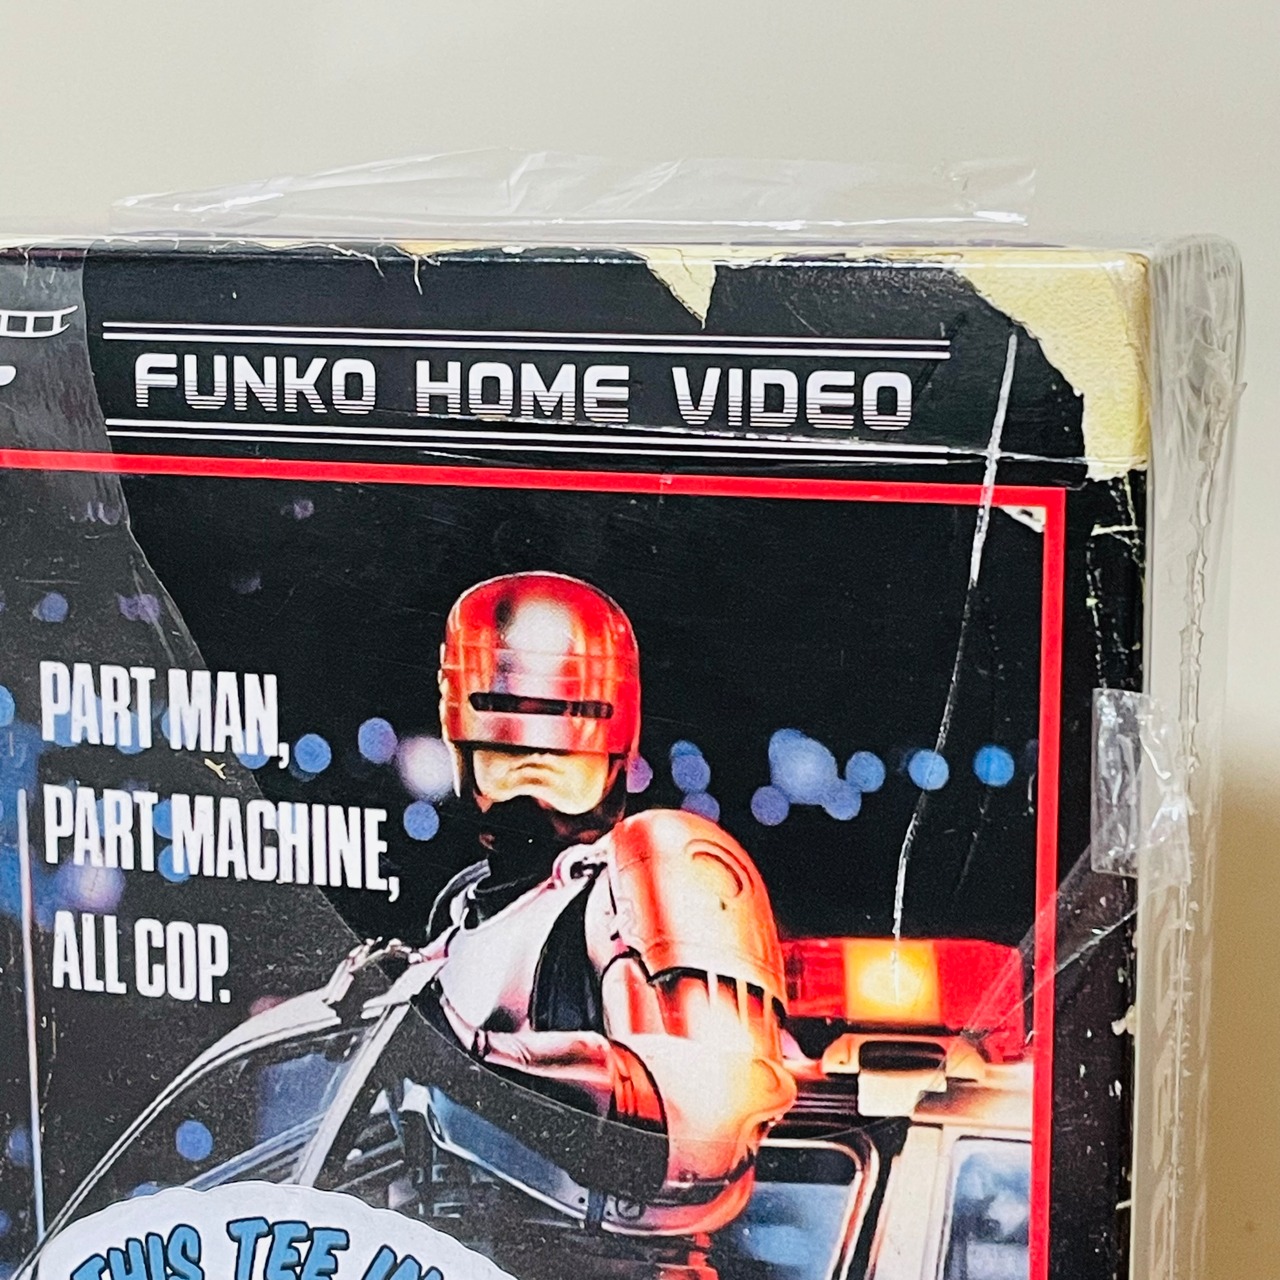 FUNKO HOME VIDEO
PART MAN,
PART MACHINE,
ALL COP.
THIS TEE